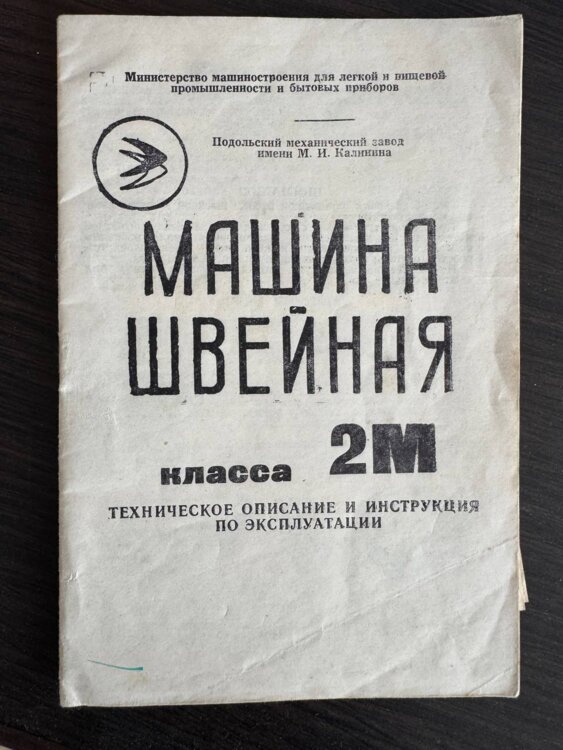 Министерство машиностроения для легкой и пищевой
промышленности и бытовых приборов
Подольский механический завод
имени М. И. Калинина
МАШИНА
ШВЕЙНАЯ
класса 2М
ТЕХНИЧЕСКОЕ ОПИСАНИЕ И ИНСТРУКЦИЯ
ПО ЭКСПЛУАТАЦИИ